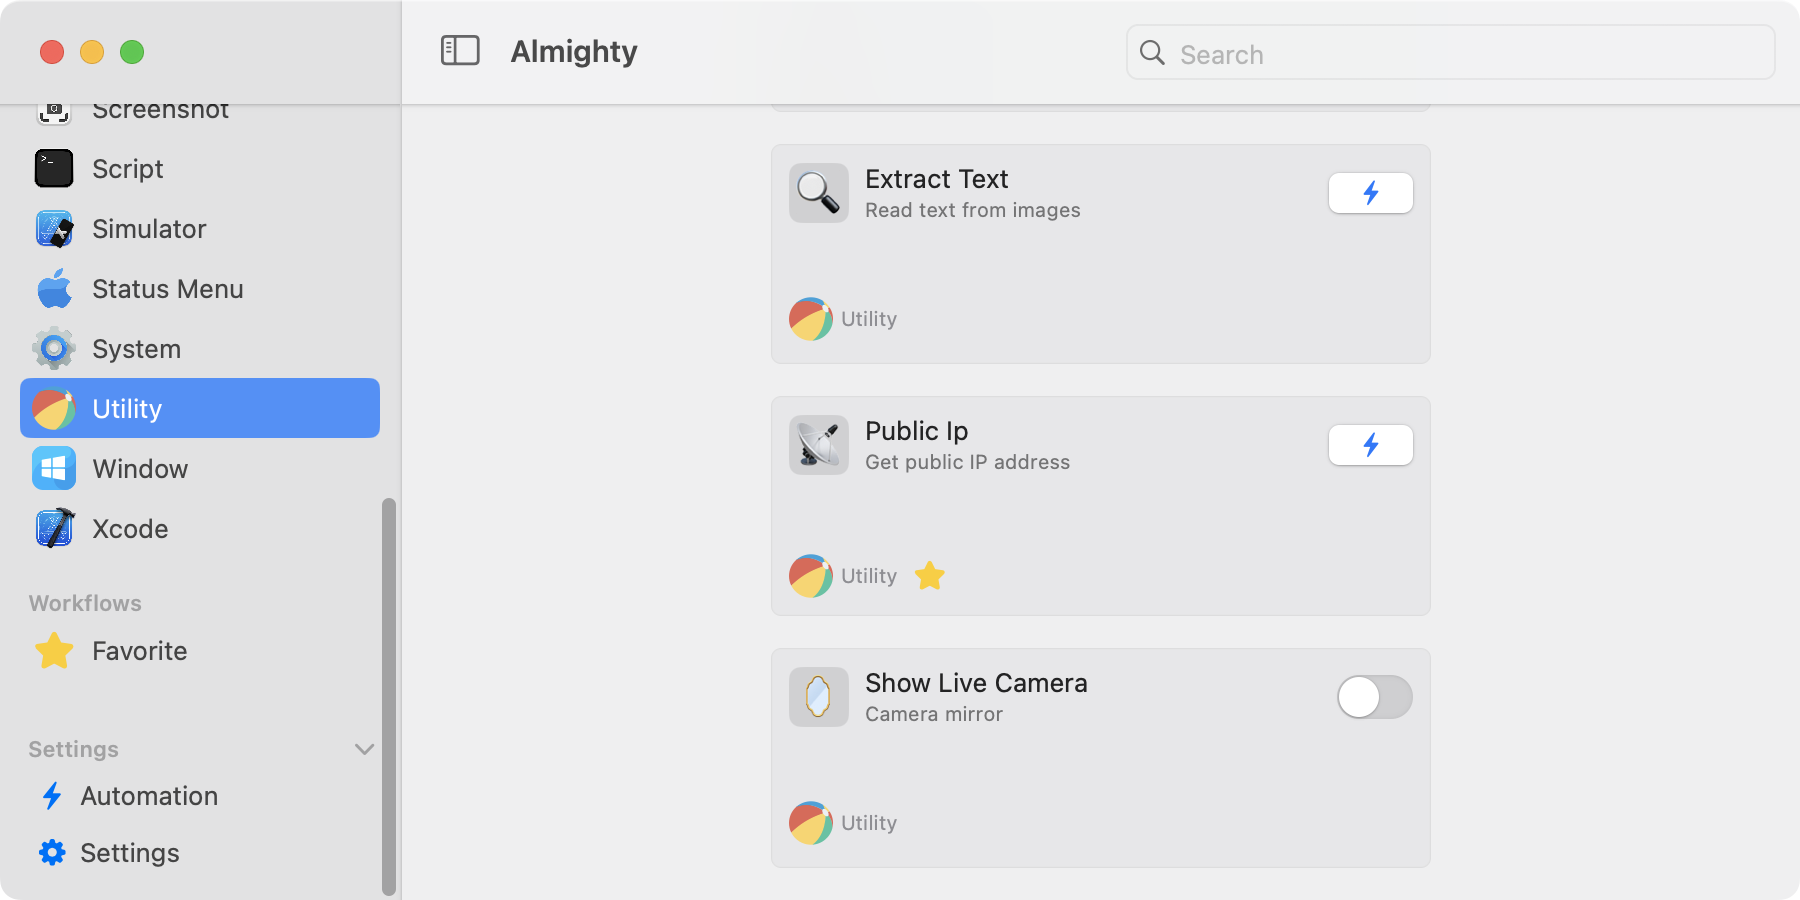 Almighty
Search
Screenshot
Script
Simulator
Status Menu
System
Utility
Window
Xcode
Workflows
Favorite
Settings
Automation
Settings
Extract Text
Read text from images
Utility
Public Ip
Get public IP address
Utility
Show Live Camera
Camera mirror
Utility